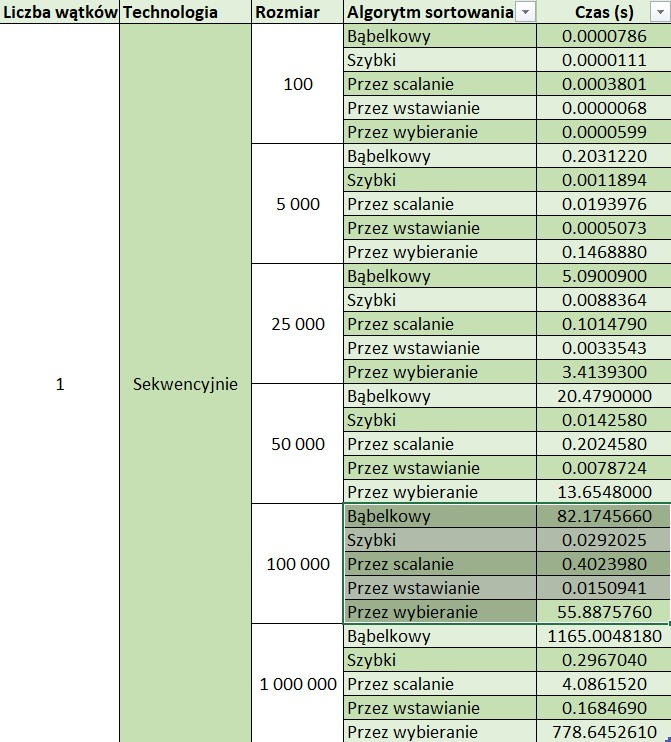 Liczba wątków Technologia Rozmiar Algorytm sortowania Czas (s)
Bąbelkowy 0.0000786
Szybki 0.0000111
100 Przez scalanie 0.0003801
Przez wstawianie 0.0000068
Przez wybieranie 0.0000599
Bąbelkowy 0.2031220
Szybki 0.0011894
5 000 Przez scalanie 0.0193976
Przez wstawianie 0.0005073
Przez wybieranie 0.1468880
Bąbelkowy 5.0900900
Szybki 0.0088364
25 000 Przez scalanie 0.1014790
Przez wstawianie 0.0033543
Przez wybieranie 3.4139300
1 Sekwencyjnie Bąbelkowy 20.4790000
Szybki 0.0142580
50 000 Przez scalanie 0.2024580
Przez wstawianie 0.0078724
Przez wybieranie 13.6548000
Bąbelkowy 82.1745660
Szybki 0.0292025
100 000 Przez scalanie 0.4023980
Przez wstawianie 0.0150941
Przez wybieranie 55.8875760
Bąbelkowy 1165.0048180
Szybki 0.2967040
1 000 000 Przez scalanie 4.0861520
Przez wstawianie 0.1684690
Przez wybieranie 778.6452610